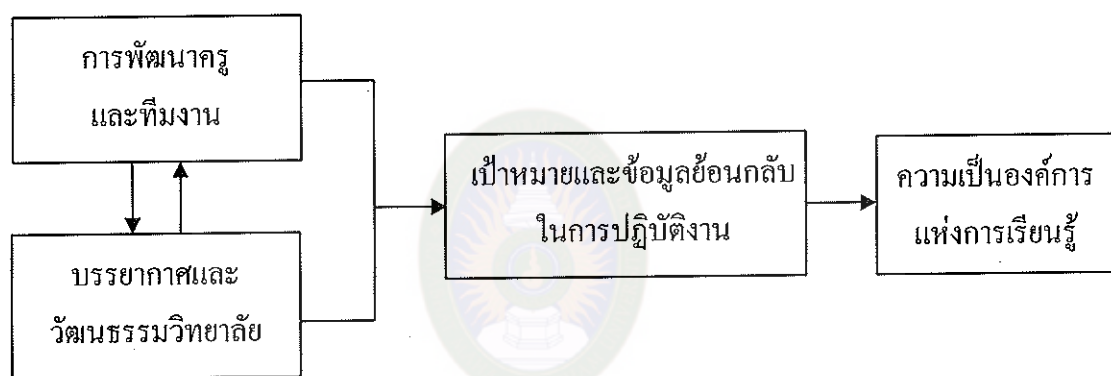 การพัฒนาครู
และทีมงาน
บรรยากาศและ
วัฒนธรรมวิทยาลัย
เป้าหมายและข้อมูลย้อนกลับ
ในการปฏิบัติงาน
ความเป็นองค์การ
แห่งการเรียนรู้